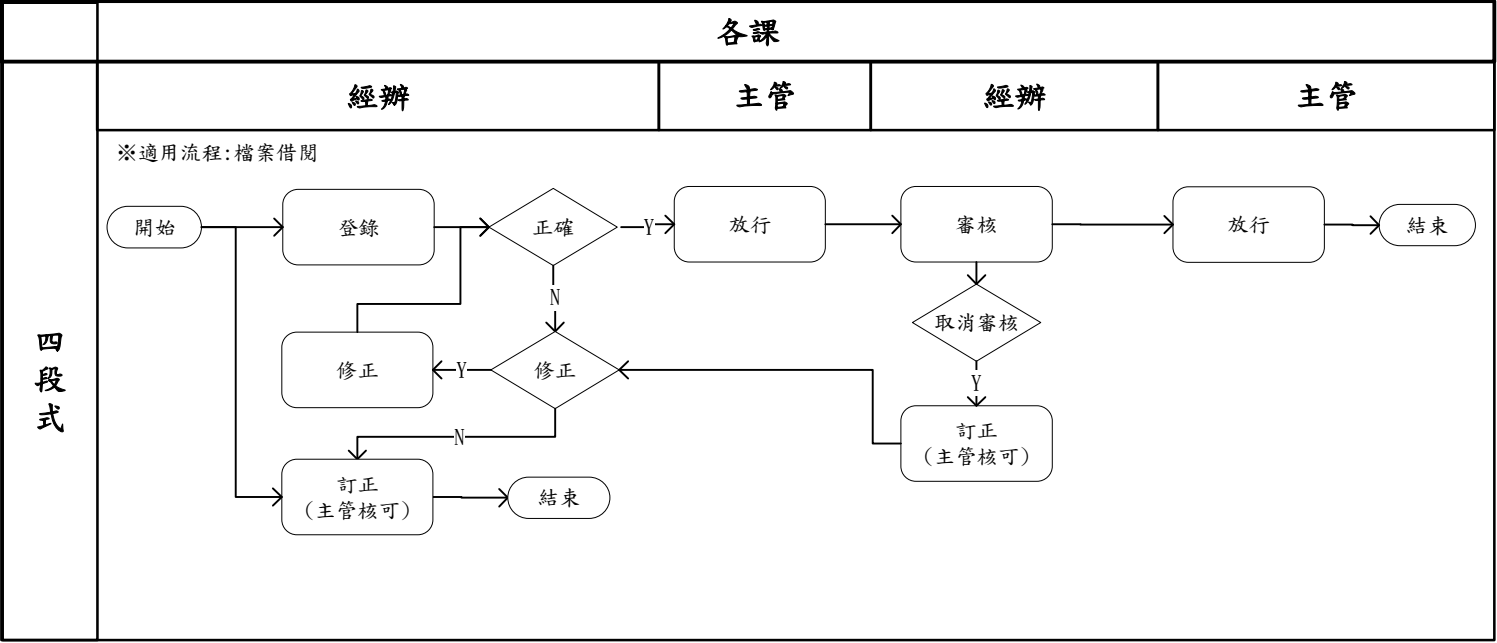 各課
經辦
主管
經辦
主管
四
段
式
※適用流程:檔案借閱
開始
登錄
正確
Y
放行
審核
放行
結束
N
取消審核
修正
Y
修正
Y
N
訂正
(主管核可)
訂正
(主管核可)
結束